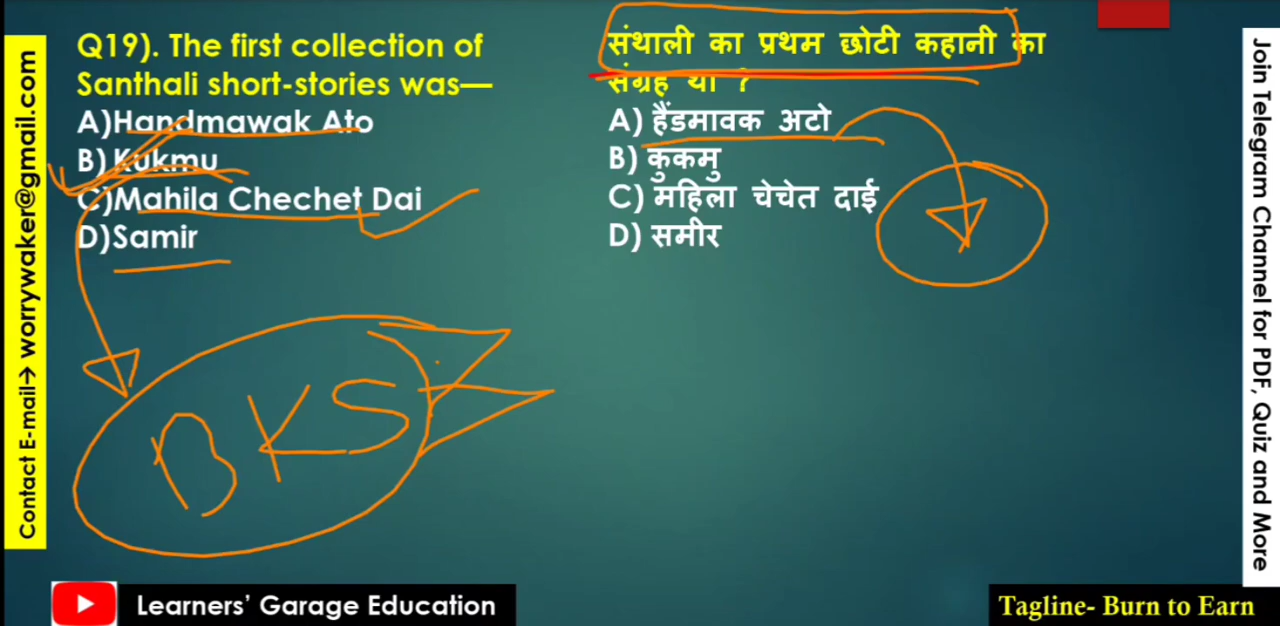 Q19). The first collection of
Santhali short-stories was—
A)Handmawak Ato
B) Kukmu
C)Mahila Chechet Dai
D)Samir
संथाली का प्रथम छोटी कहानी का
संग्रह था ?
A) हैंडमावक अटो
B) कुकमु
C) महिला चेचेत दाई
D) समीर
BKS
Contact E-mail→ worrywaker@gmail.com
Join Telegram Channel for PDF, Quiz and More
Learners' Garage Education
Tagline- Burn to Earn